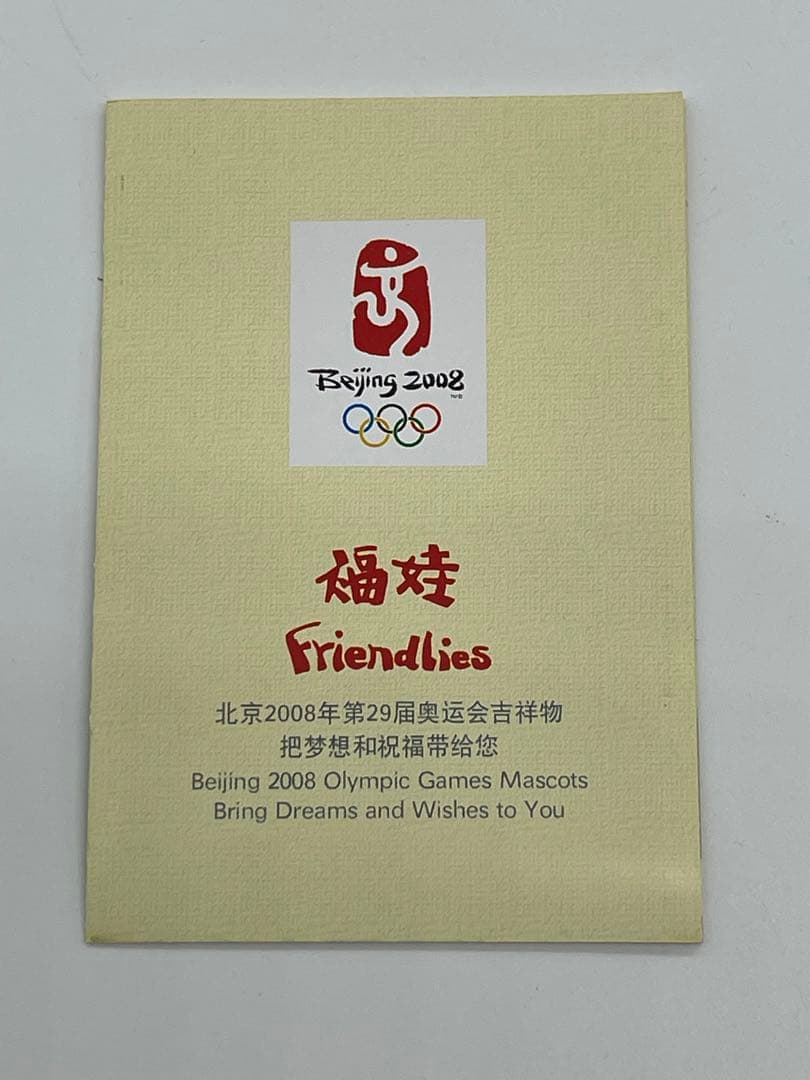 Beijing 2008
福娃
Friendlies
北京2008年第29届奥运会吉祥物
把梦想和祝福带给您
Beijing 2008 Olympic Games Mascots
Bring Dreams and Wishes to You